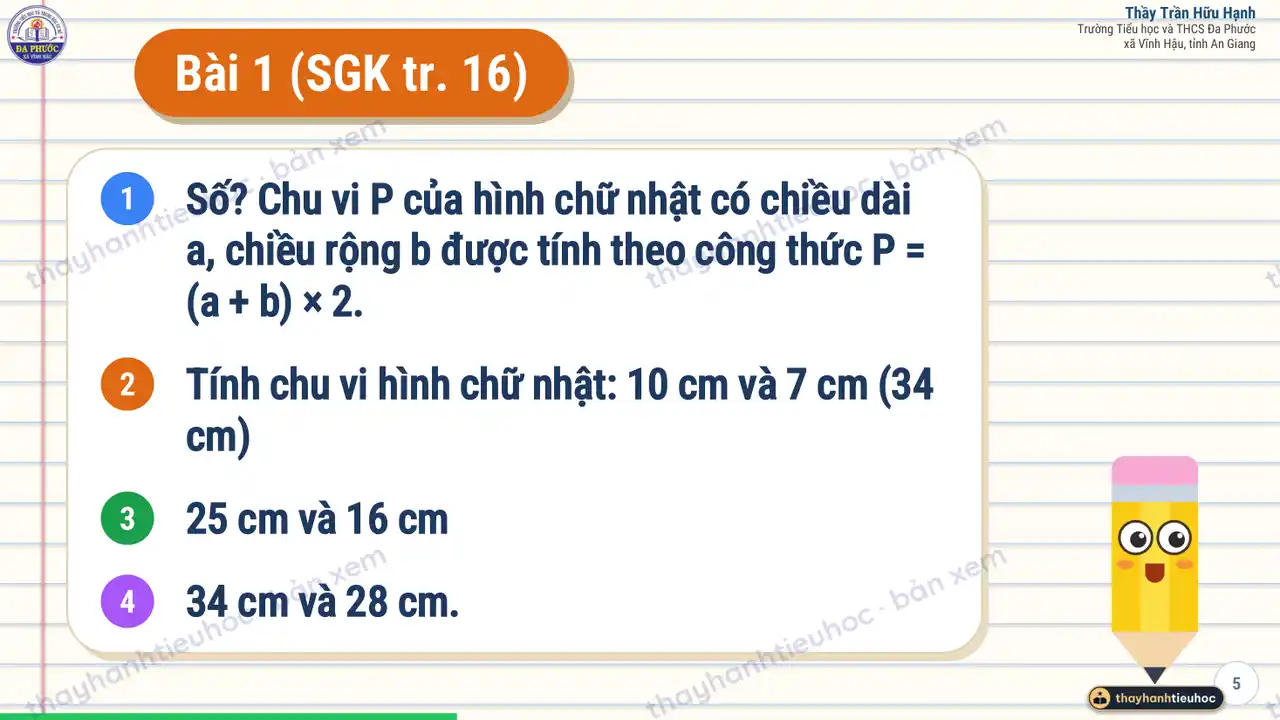 Thầy Trần Hữu Hạnh
Trường Tiểu học và THCS Đa Phước
xã Vĩnh Hậu, tỉnh An Giang
ĐA PHƯỚC
XÃ VĨNH HẬU
Bài 1 (SGK tr. 16)
1 Số? Chu vi P của hình chữ nhật có chiều dài
a, chiều rộng b được tính theo công thức P =
(a + b) × 2.
2 Tính chu vi hình chữ nhật: 10 cm và 7 cm (34
cm)
3 25 cm và 16 cm
4 34 cm và 28 cm.
thayhanhtieuhoc · bản xem
thayhanhtieuhoc · bản xem
thayhanhtieuhoc · bản xem
thayhanhtieuhoc · bản xem
thayhanhtieuhoc
5